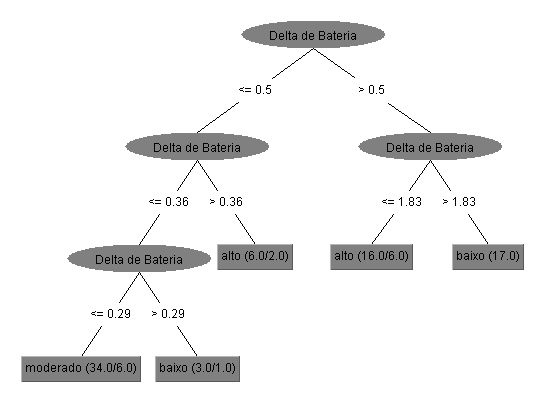 Delta de Bateria
<= 0.5
> 0.5
Delta de Bateria
Delta de Bateria
<= 0.36
> 0.36
<= 1.83
> 1.83
Delta de Bateria
alto (6.0/2.0)
alto (16.0/6.0)
baixo (17.0)
<= 0.29
> 0.29
moderado (34.0/6.0)
baixo (3.0/1.0)